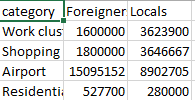 category Foreigner Locals
Work clus 1600000 3623900
Shopping 1800000 3646667
Airport 15095152 8902705
Residenti 527700 280000